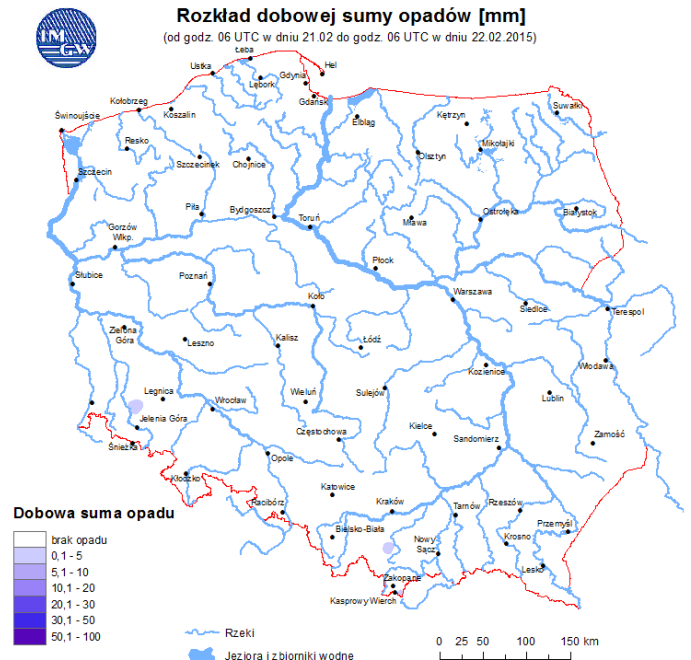 IM
GW
Rozkład dobowej sumy opadów [mm]
(od godz. 06 UTC w dniu 21.02 do godz. 06 UTC w dniu 22.02.2015)
Łeba
Ustka
Hel
Gdynia
Lębork
Gdańsk
Kołobrzeg
Koszalin
Świnoujście
Elbląg
Kętrzyn
Suwałki
Resko
Mikołajki
Olsztyn
Szczecinek
Chojnice
Szczecin
Piła
Bydgoszcz
Toruń
Mława
Ostrołęka
Białystok
Gorzów
Wlkp.
Płock
Słubice
Poznań
Koło
Warszawa
Siedlce
Terespol
Zielona
Góra
Leszno
Kalisz
Łódź
Kozienice
Włodawa
Legnica
Wrocław
Wieluń
Sulejów
Lublin
Jelenia Góra
Śnieżka
Częstochowa
Kielce
Sandomierz
Zamość
Opole
Kłodzko
Katowice
Racibórz
Kraków
Tarnów
Rzeszów
Przemyśl
Bielsko-Biała
Nowy
Sącz
Krosno
Lesko
Zakopane
Kasprowy Wierch
Dobowa suma opadu
brak opadu
0,1 - 5
5,1 - 10
10,1 - 20
20,1 - 30
30,1 - 50
50,1 - 100
Rzeki
Jeziora i zbiorniki wodne
0 25 50 100 150 km